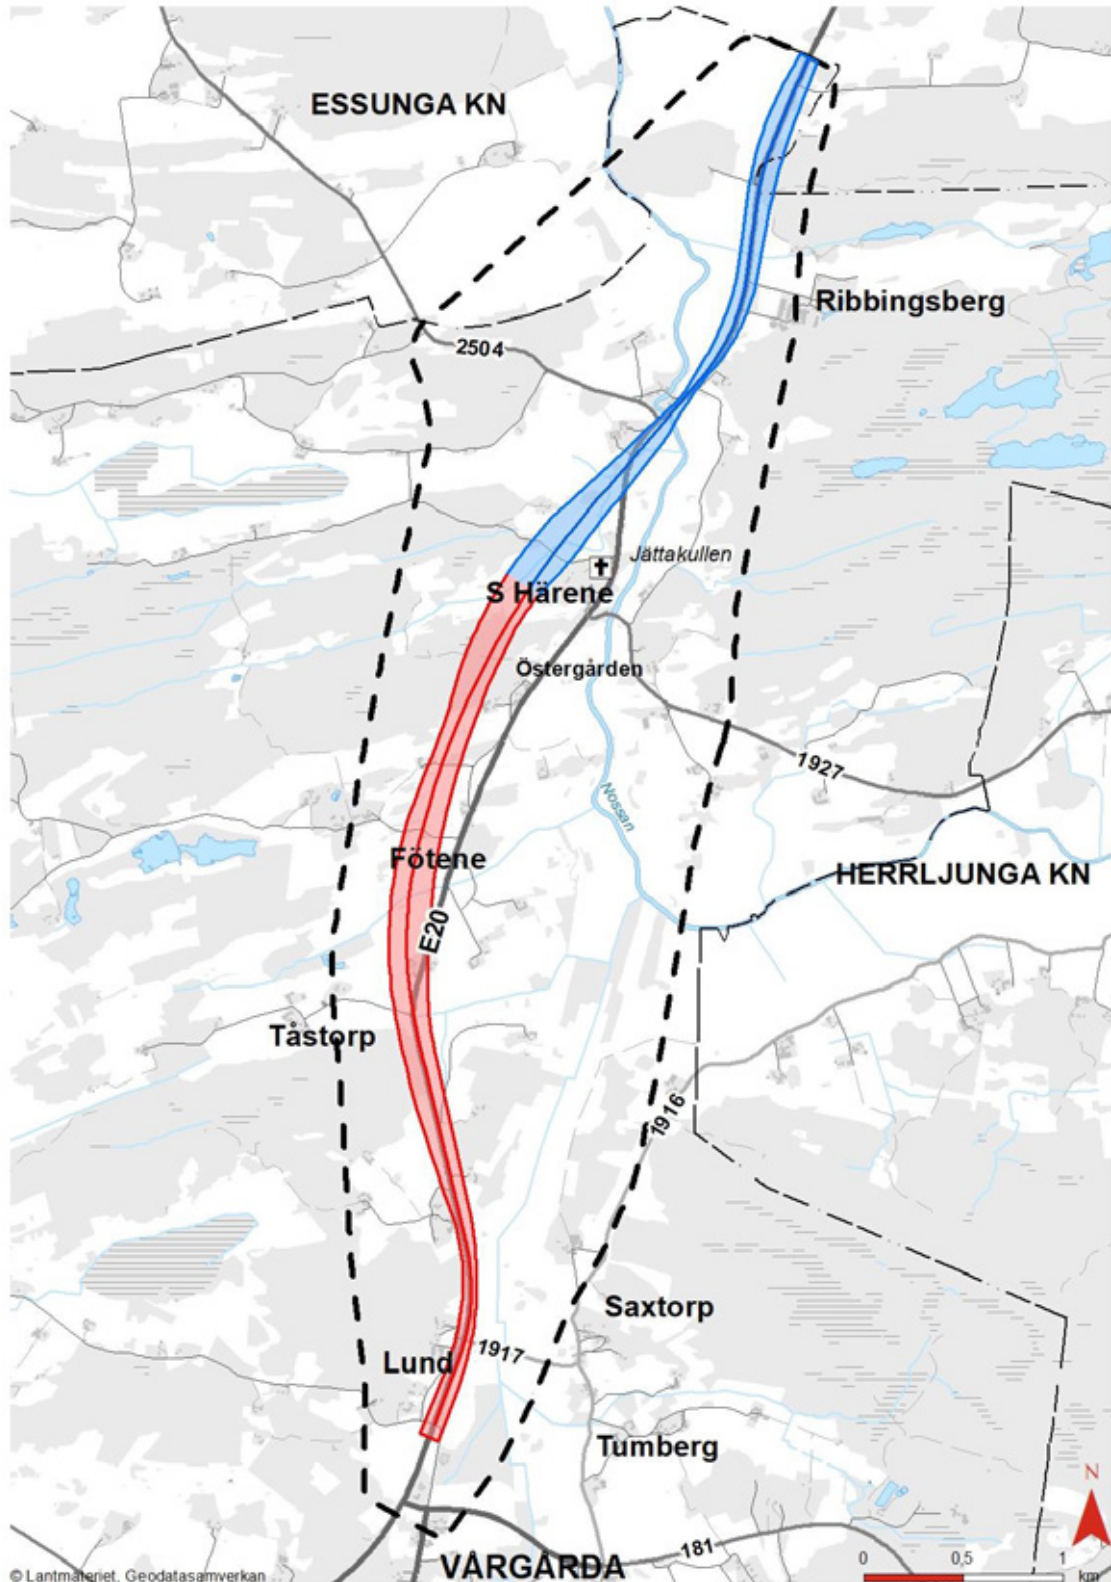 ESSUNGA KN
Ribbingsberg
2504
Jättakullen
S Härene
Östergården
1927
Nossan
Fötene
HERRLJUNGA KN
E20
Tåstorp
1916
Saxtorp
1917
Lund
Tumberg
N
181
VÅRGÅRDA
0 0,5 1
km
© Lantmäteriet, Geodatasamverkan